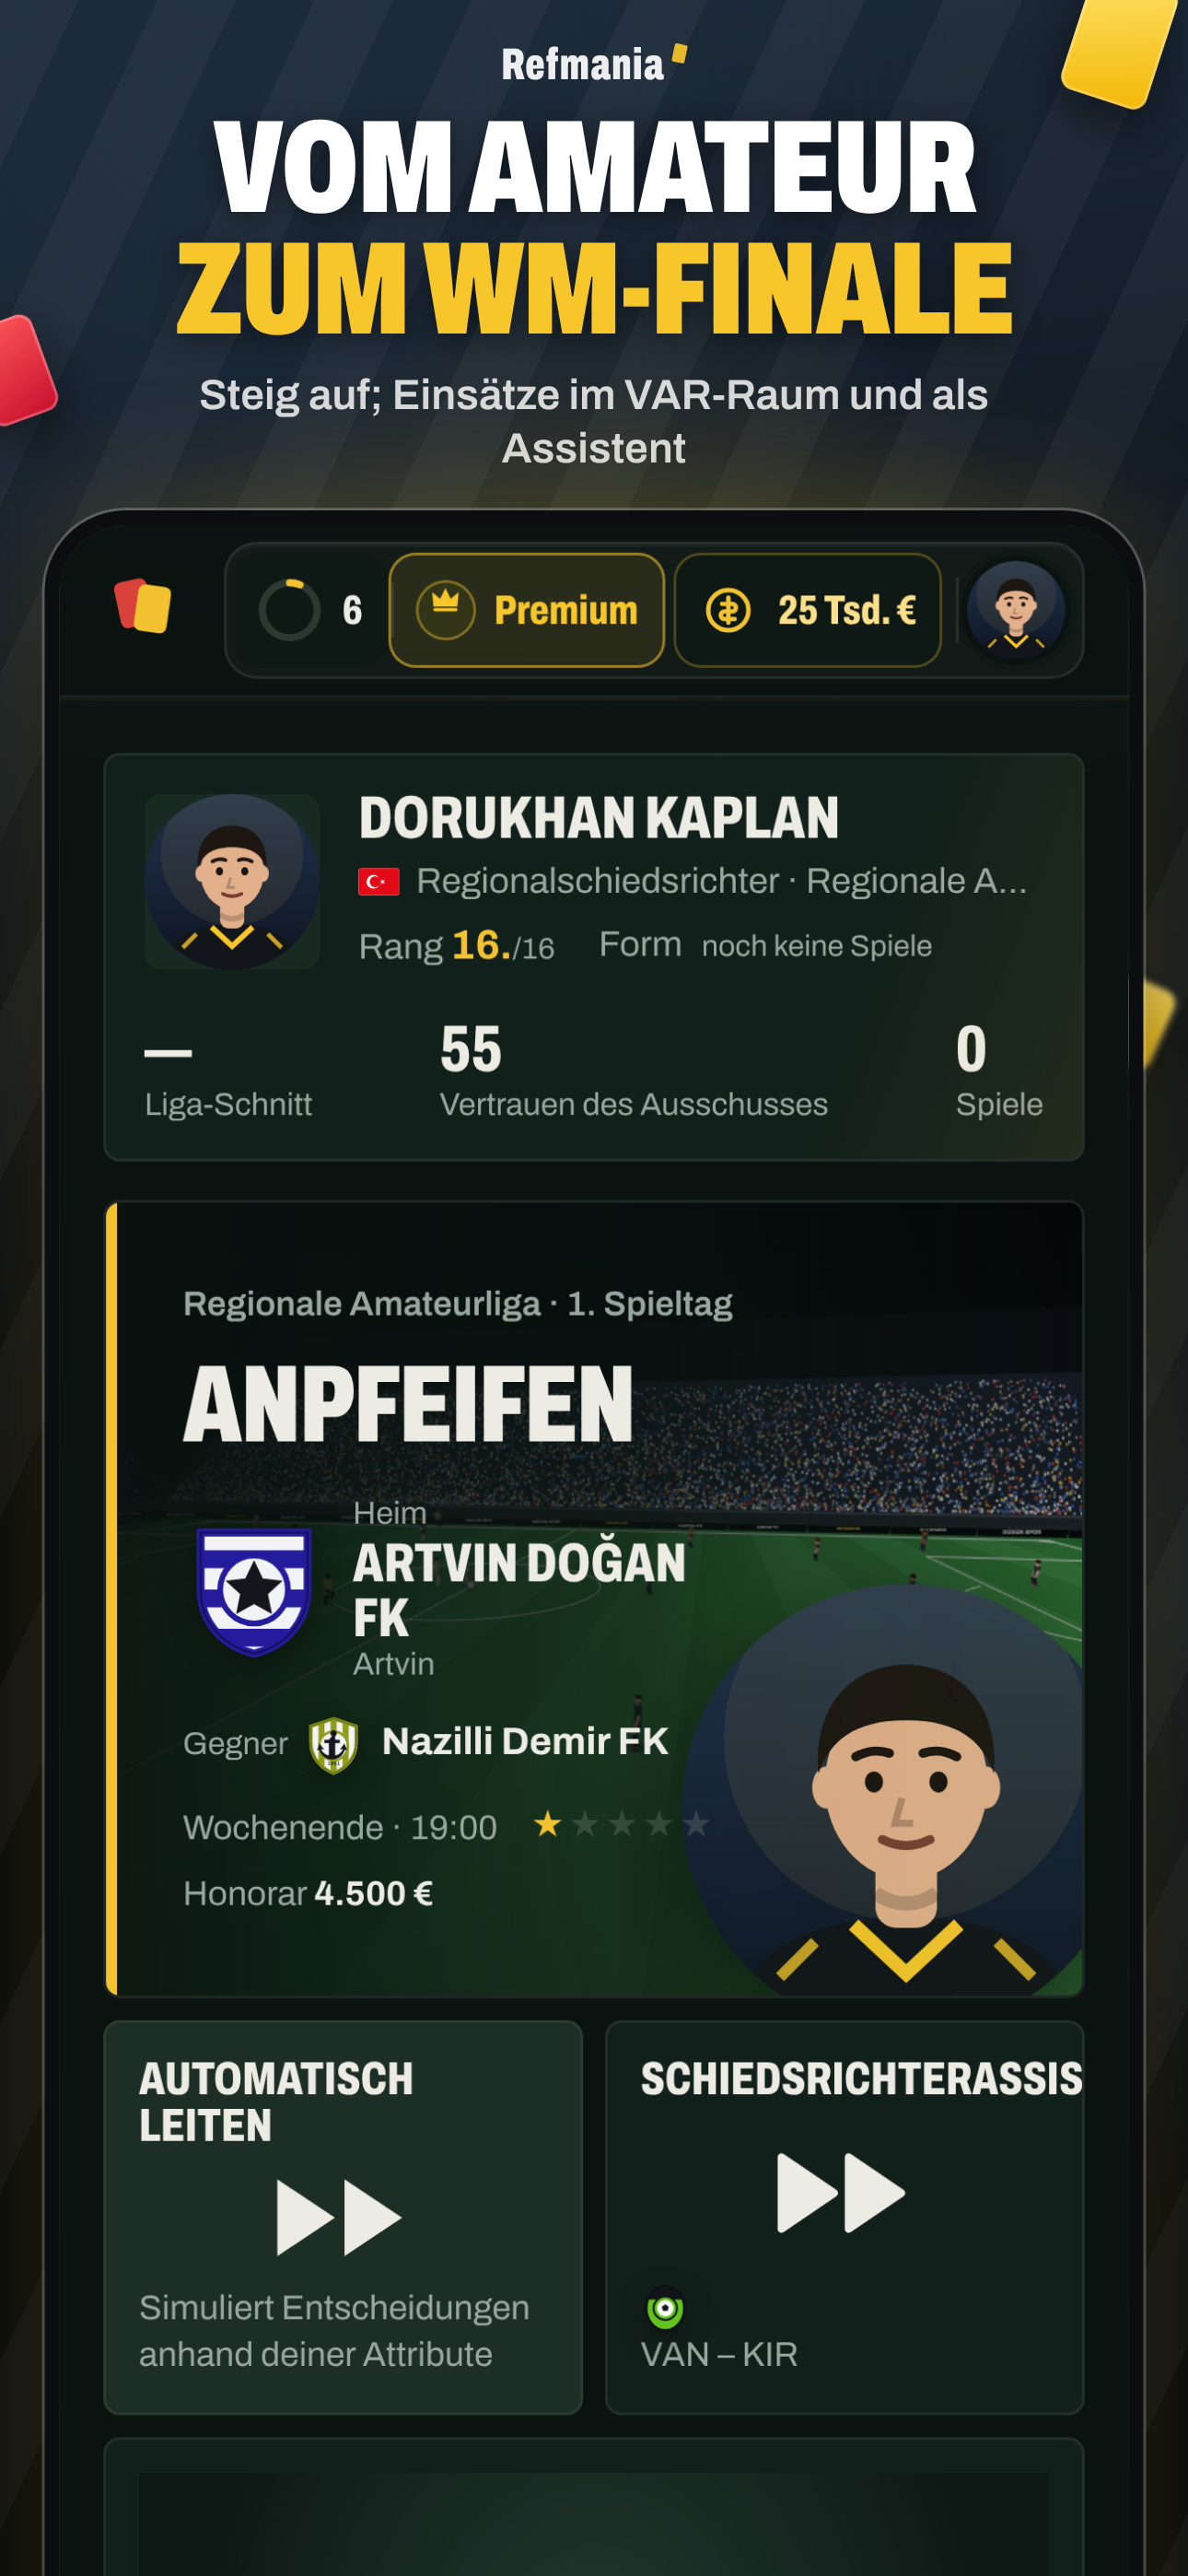 Refmania
VOM AMATEUR
ZUM WM-FINALE
Steig auf; Einsätze im VAR-Raum und als
Assistent
6
Premium
25 Tsd. €
DORUKHAN KAPLAN
Regionalschiedsrichter · Regionale A...
Rang 16./16 Form noch keine Spiele
— 55 0
Liga-Schnitt Vertrauen des Ausschusses Spiele
Regionale Amateurliga · 1. Spieltag
ANPFEIFEN
Heim
ARTVIN DOĞAN
FK
Artvin
Gegner Nazilli Demir FK
Wochenende · 19:00
Honorar 4.500 €
AUTOMATISCH
LEITEN
Simuliert Entscheidungen
anhand deiner Attribute
SCHIEDSRICHTERASSIS
VAN – KIR